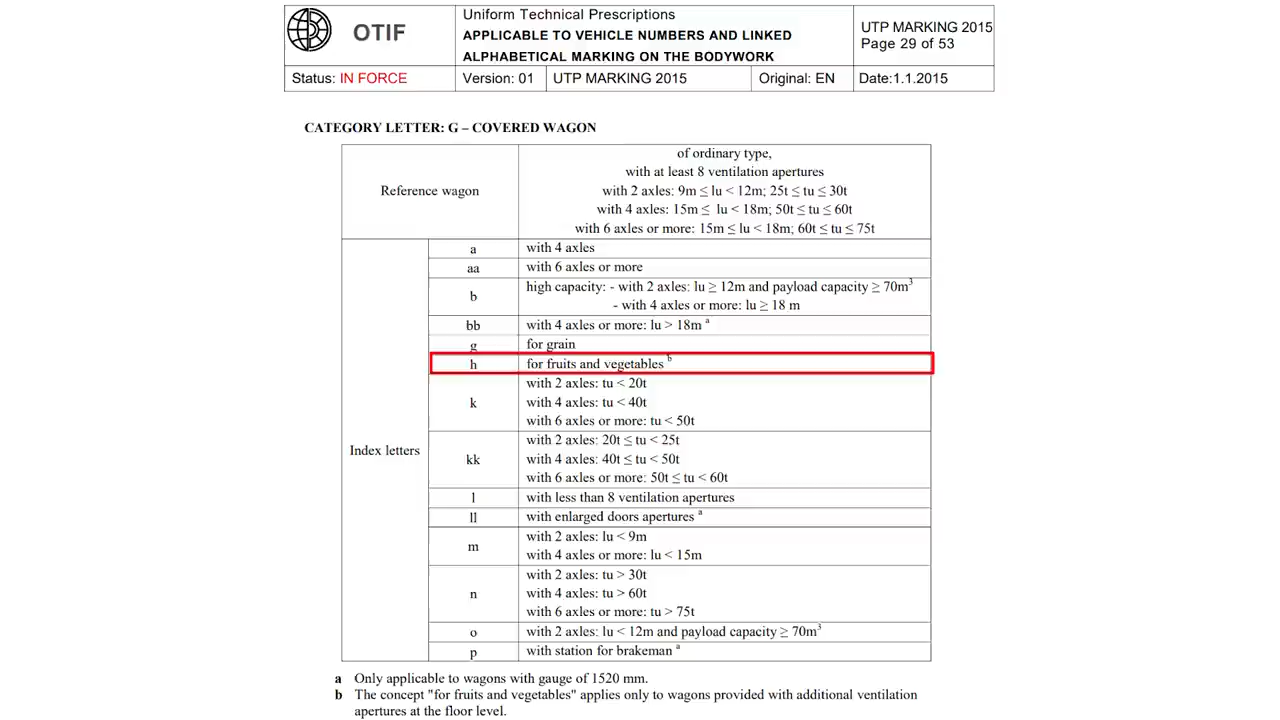 OTIF
Uniform Technical Prescriptions
APPLICABLE TO VEHICLE NUMBERS AND LINKED
ALPHABETICAL MARKING ON THE BODYWORK
UTP MARKING 2015
Page 29 of 53
Status: IN FORCE
Version: 01
UTP MARKING 2015
Original: EN
Date:1.1.2015
CATEGORY LETTER: G – COVERED WAGON
Reference wagon
of ordinary type,
with at least 8 ventilation apertures
with 2 axles: 9m ≤ lu < 12m; 25t ≤ tu ≤ 30t
with 4 axles: 15m ≤ lu < 18m; 50t ≤ tu ≤ 60t
with 6 axles or more: 15m ≤ lu < 18m; 60t ≤ tu ≤ 75t
Index letters
a with 4 axles
aa with 6 axles or more
b high capacity: - with 2 axles: lu ≥ 12m and payload capacity ≥ 70m³
- with 4 axles or more: lu ≥ 18 m
bb with 4 axles or more: lu > 18m a
g for grain
h for fruits and vegetables b
k with 2 axles: tu < 20t
with 4 axles: tu < 40t
with 6 axles or more: tu < 50t
kk with 2 axles: 20t ≤ tu < 25t
with 4 axles: 40t ≤ tu < 50t
with 6 axles or more: 50t ≤ tu < 60t
l with less than 8 ventilation apertures
ll with enlarged doors apertures a
m with 2 axles: lu < 9m
with 4 axles or more: lu < 15m
n with 2 axles: tu > 30t
with 4 axles: tu > 60t
with 6 axles or more: tu > 75t
o with 2 axles: lu < 12m and payload capacity ≥ 70m³
p with station for brakeman a
a Only applicable to wagons with gauge of 1520 mm.
b The concept "for fruits and vegetables" applies only to wagons provided with additional ventilation
apertures at the floor level.